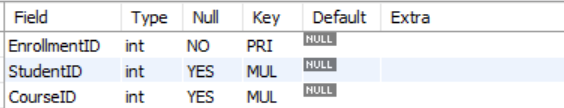 Field Type Null Key Default Extra
EnrollmentID int NO PRI NULL
StudentID int YES MUL NULL
CourseID int YES MUL NULL